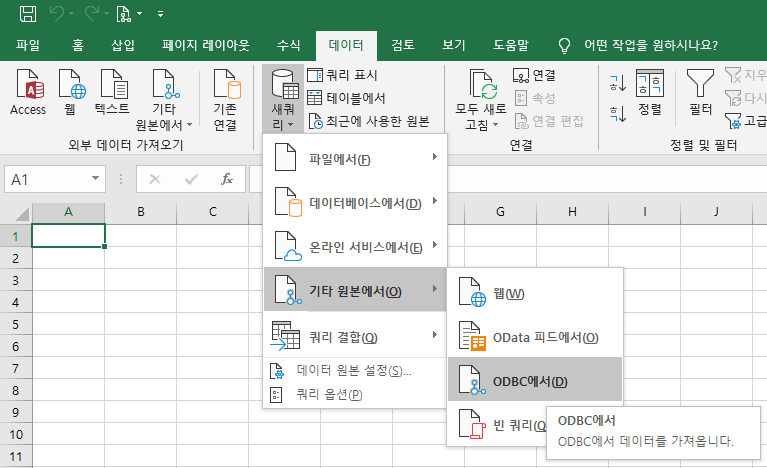 파일 홈 삽입 페이지 레이아웃 수식 데이터 검토 보기 도움말 어떤 작업을 원하시나요?
Access
웹
텍스트
기타
원본에서
기존
연결
외부 데이터 가져오기
새쿼
리
쿼리 표시
테이블에서
최근에 사용한 원본
모두 새로
고침
연결
속성
연결 편집
연결
정렬
필터
지우
다시
고급
정렬 및 필터
A1
fx
A B C G H I J
1
2
3
4
5
6
7
8
9
10
11
파일에서(F)
데이터베이스에서(D)
온라인 서비스에서(E)
기타 원본에서(O)
쿼리 결합(Q)
데이터 원본 설정(S)...
쿼리 옵션(P)
웹(W)
OData 피드에서(O)
ODBC에서(D)
빈 쿼리(Q
ODBC에서
ODBC에서 데이터를 가져옵니다.